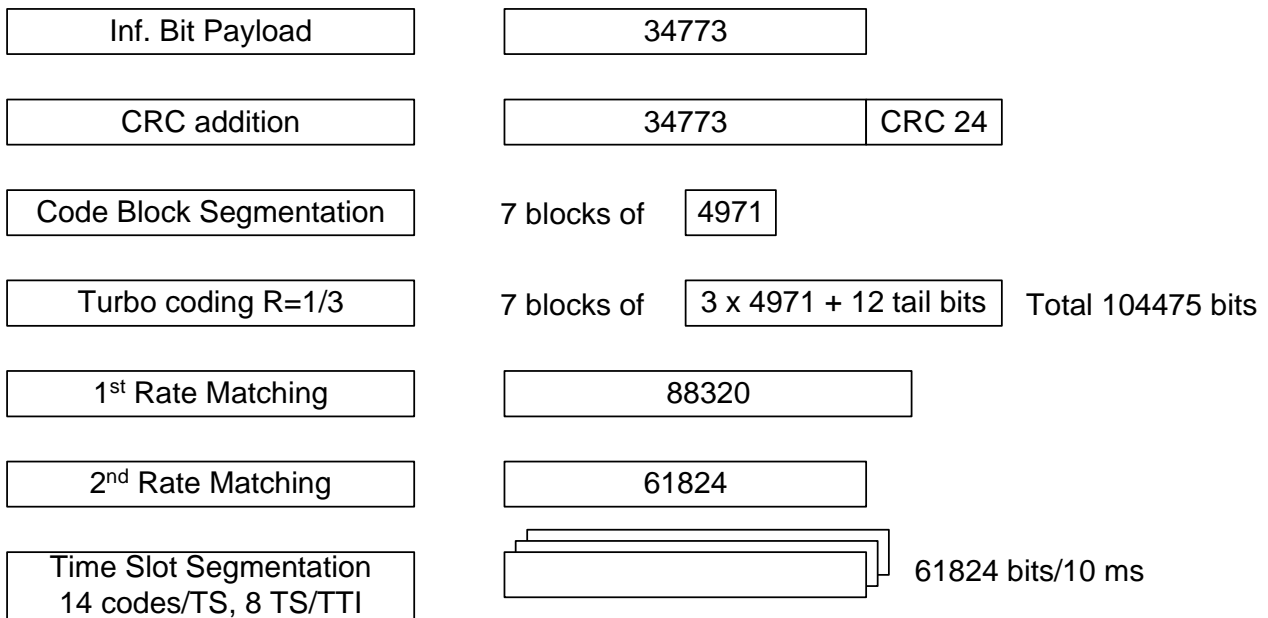 Inf. Bit Payload 34773
CRC addition 34773 CRC 24
Code Block Segmentation 7 blocks of 4971
Turbo coding R=1/3 7 blocks of 3 x 4971 + 12 tail bits Total 104475 bits
1st Rate Matching 88320
2nd Rate Matching 61824
Time Slot Segmentation
14 codes/TS, 8 TS/TTI
61824 bits/10 ms